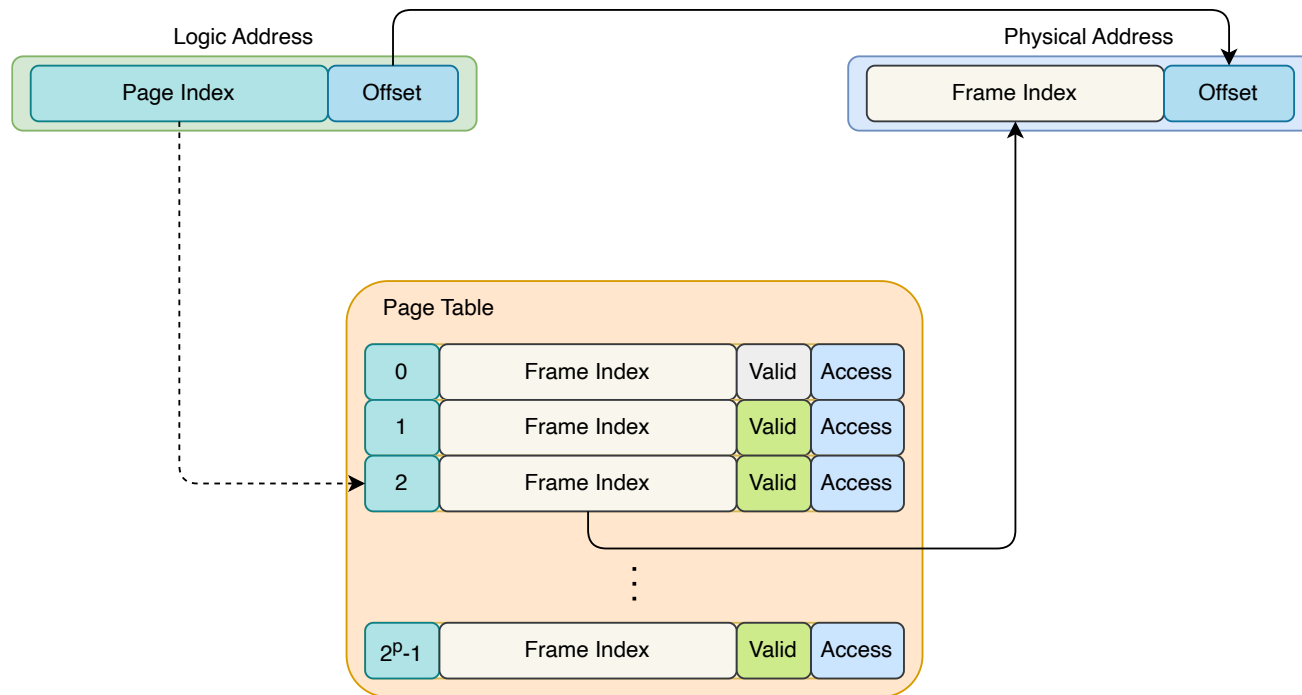 Logic Address
Physical Address
Page Index Offset
Frame Index Offset
Page Table
0 Frame Index Valid Access
1 Frame Index Valid Access
2 Frame Index Valid Access
⋮
2ᵖ-1 Frame Index Valid Access